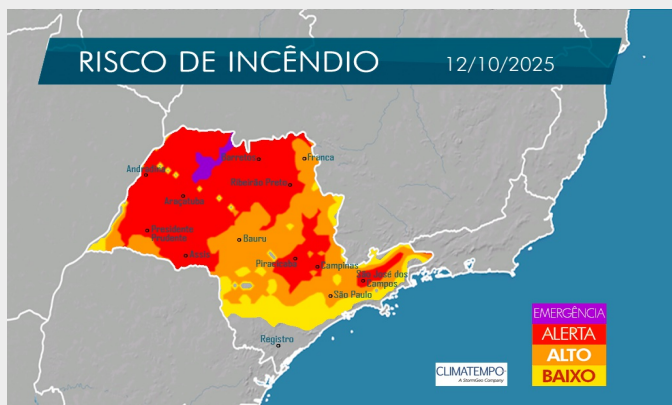 RISCO DE INCÊNDIO 12/10/2025
Barretos
Franca
Andradina
Ribeirão Preto
Araçatuba
Presidente
Prudente
Bauru
Assis
Piracicaba
Campinas
São José dos
Campos
São Paulo
Registro
EMERGÊNCIA
ALERTA
ALTO
BAIXO
CLIMATEMPO
A StormGeo Company